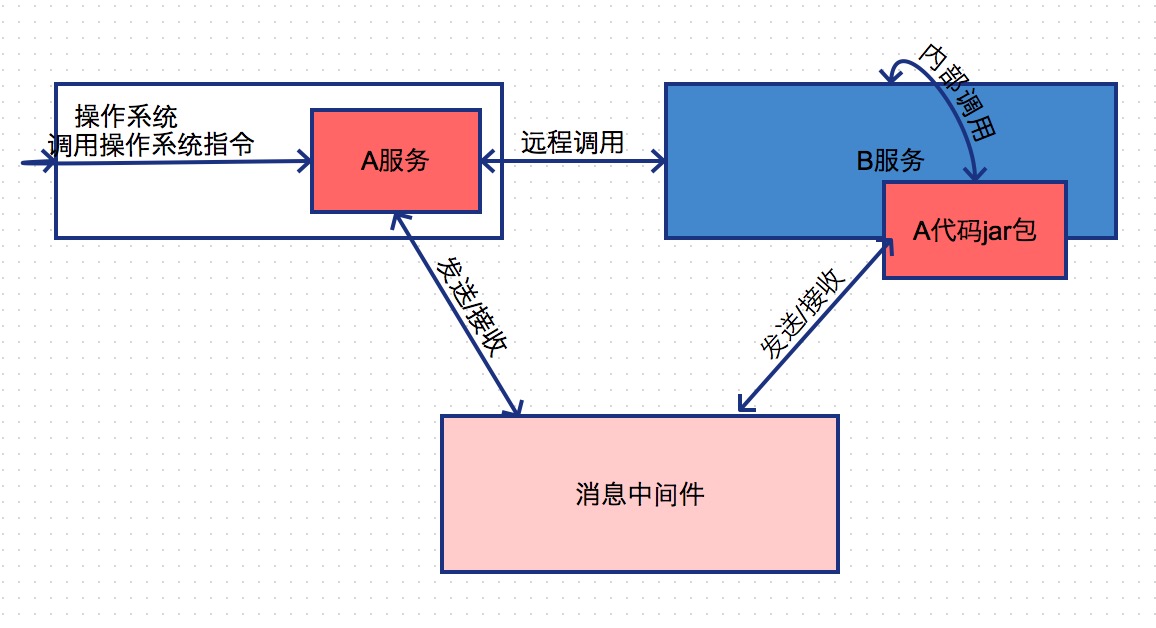 操作系统
调用操作系统指令
A服务
远程调用
内部调用
B服务
A代码jar包
发送/接收
发送/接收
消息中间件